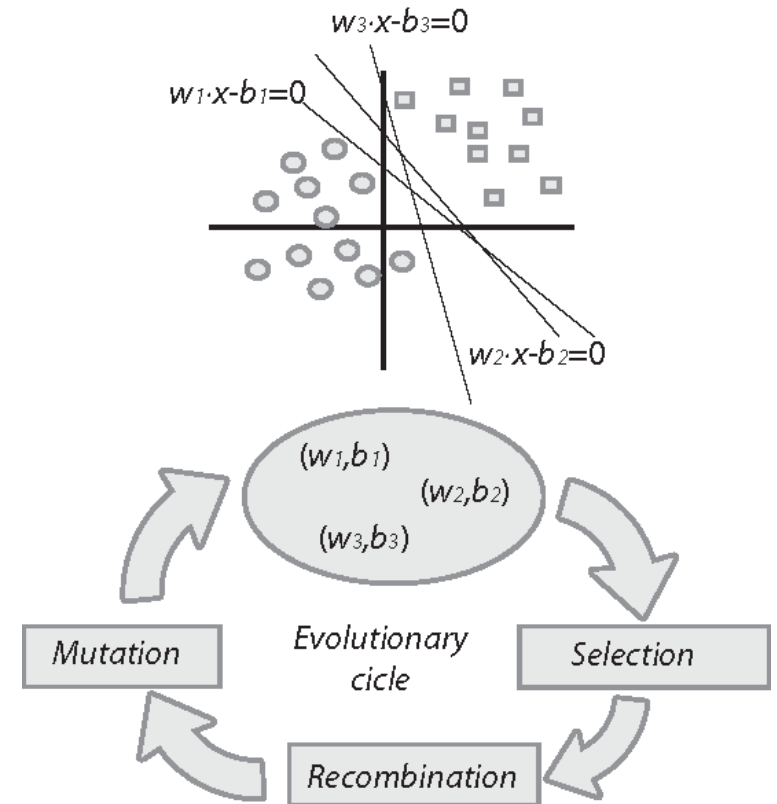 w3·x-b3=0
w1·x-b1=0
w2·x-b2=0
(w1,b1)
(w2,b2)
(w3,b3)
Mutation
Evolutionary
cicle
Selection
Recombination